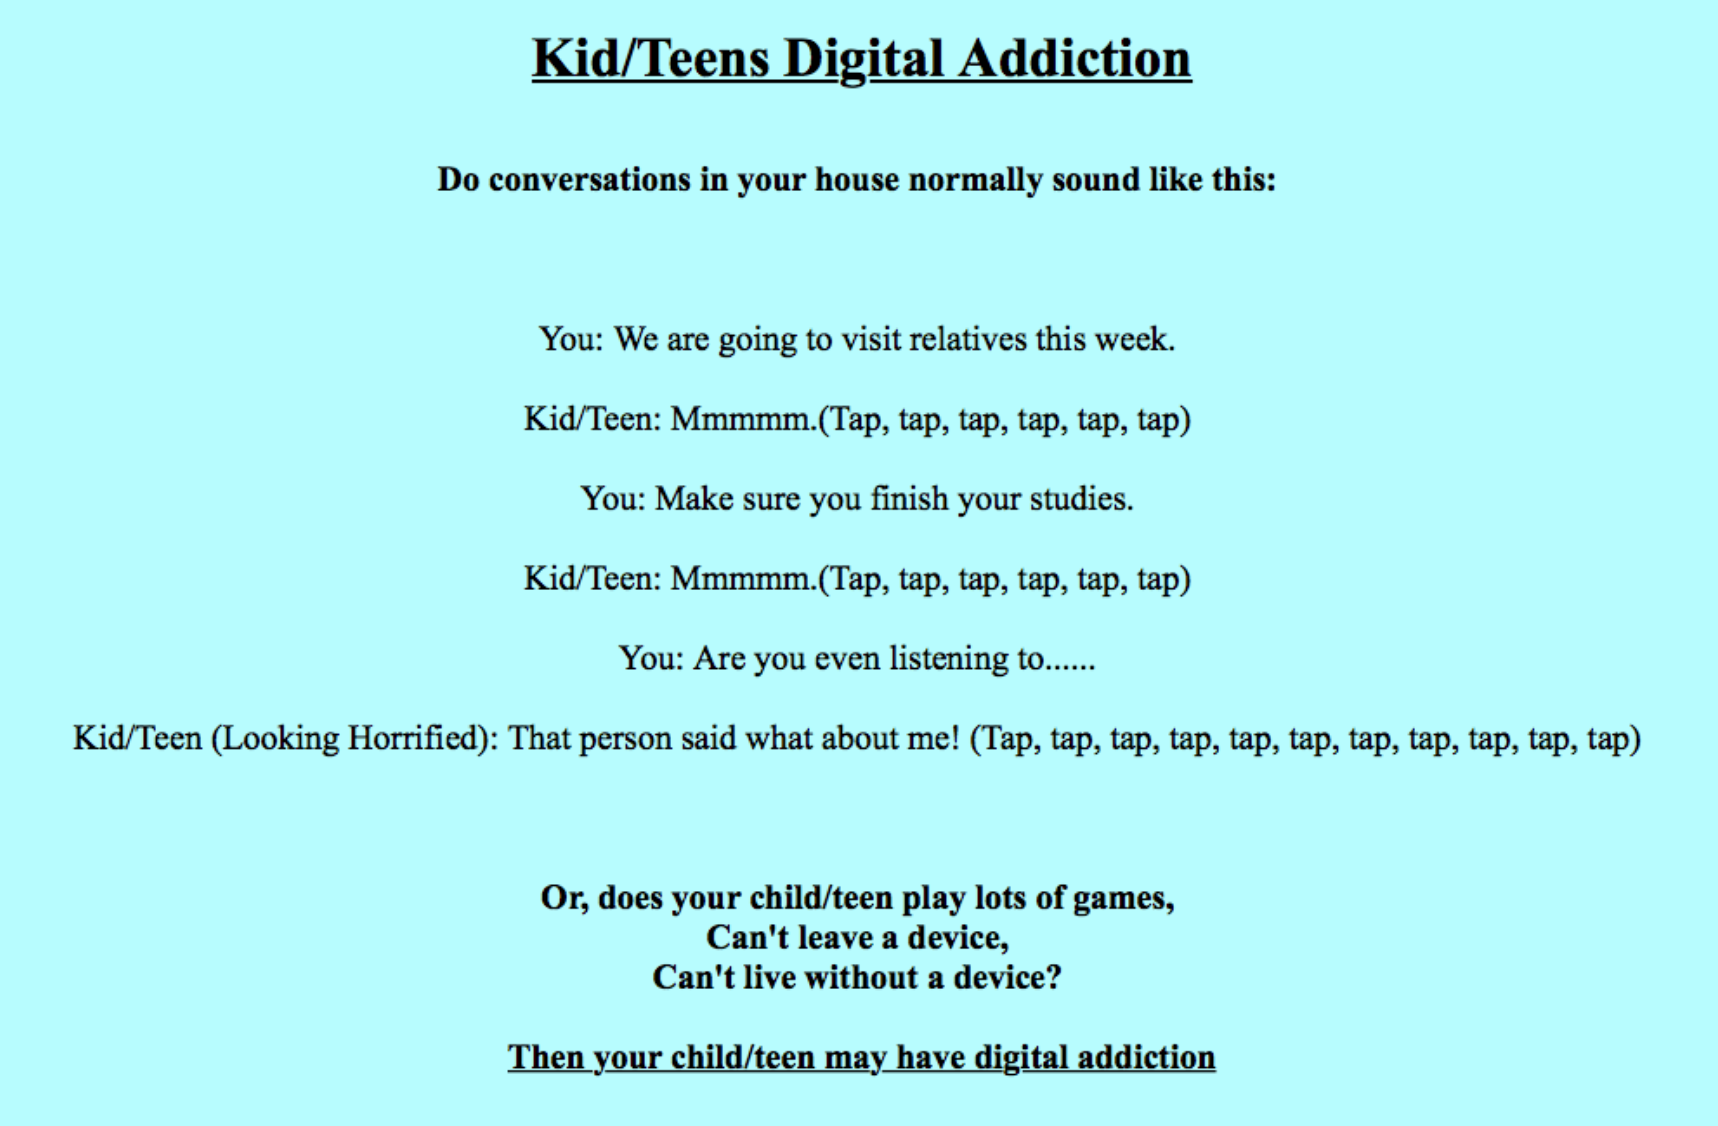 Kid/Teens Digital Addiction
Do conversations in your house normally sound like this:
You: We are going to visit relatives this week.
Kid/Teen: Mmmmm.(Tap, tap, tap, tap, tap, tap)
You: Make sure you finish your studies.
Kid/Teen: Mmmmm.(Tap, tap, tap, tap, tap, tap)
You: Are you even listening to......
Kid/Teen (Looking Horrified): That person said what about me! (Tap, tap, tap, tap, tap, tap, tap, tap, tap, tap, tap)
Or, does your child/teen play lots of games,
Can't leave a device,
Can't live without a device?
Then your child/teen may have digital addiction